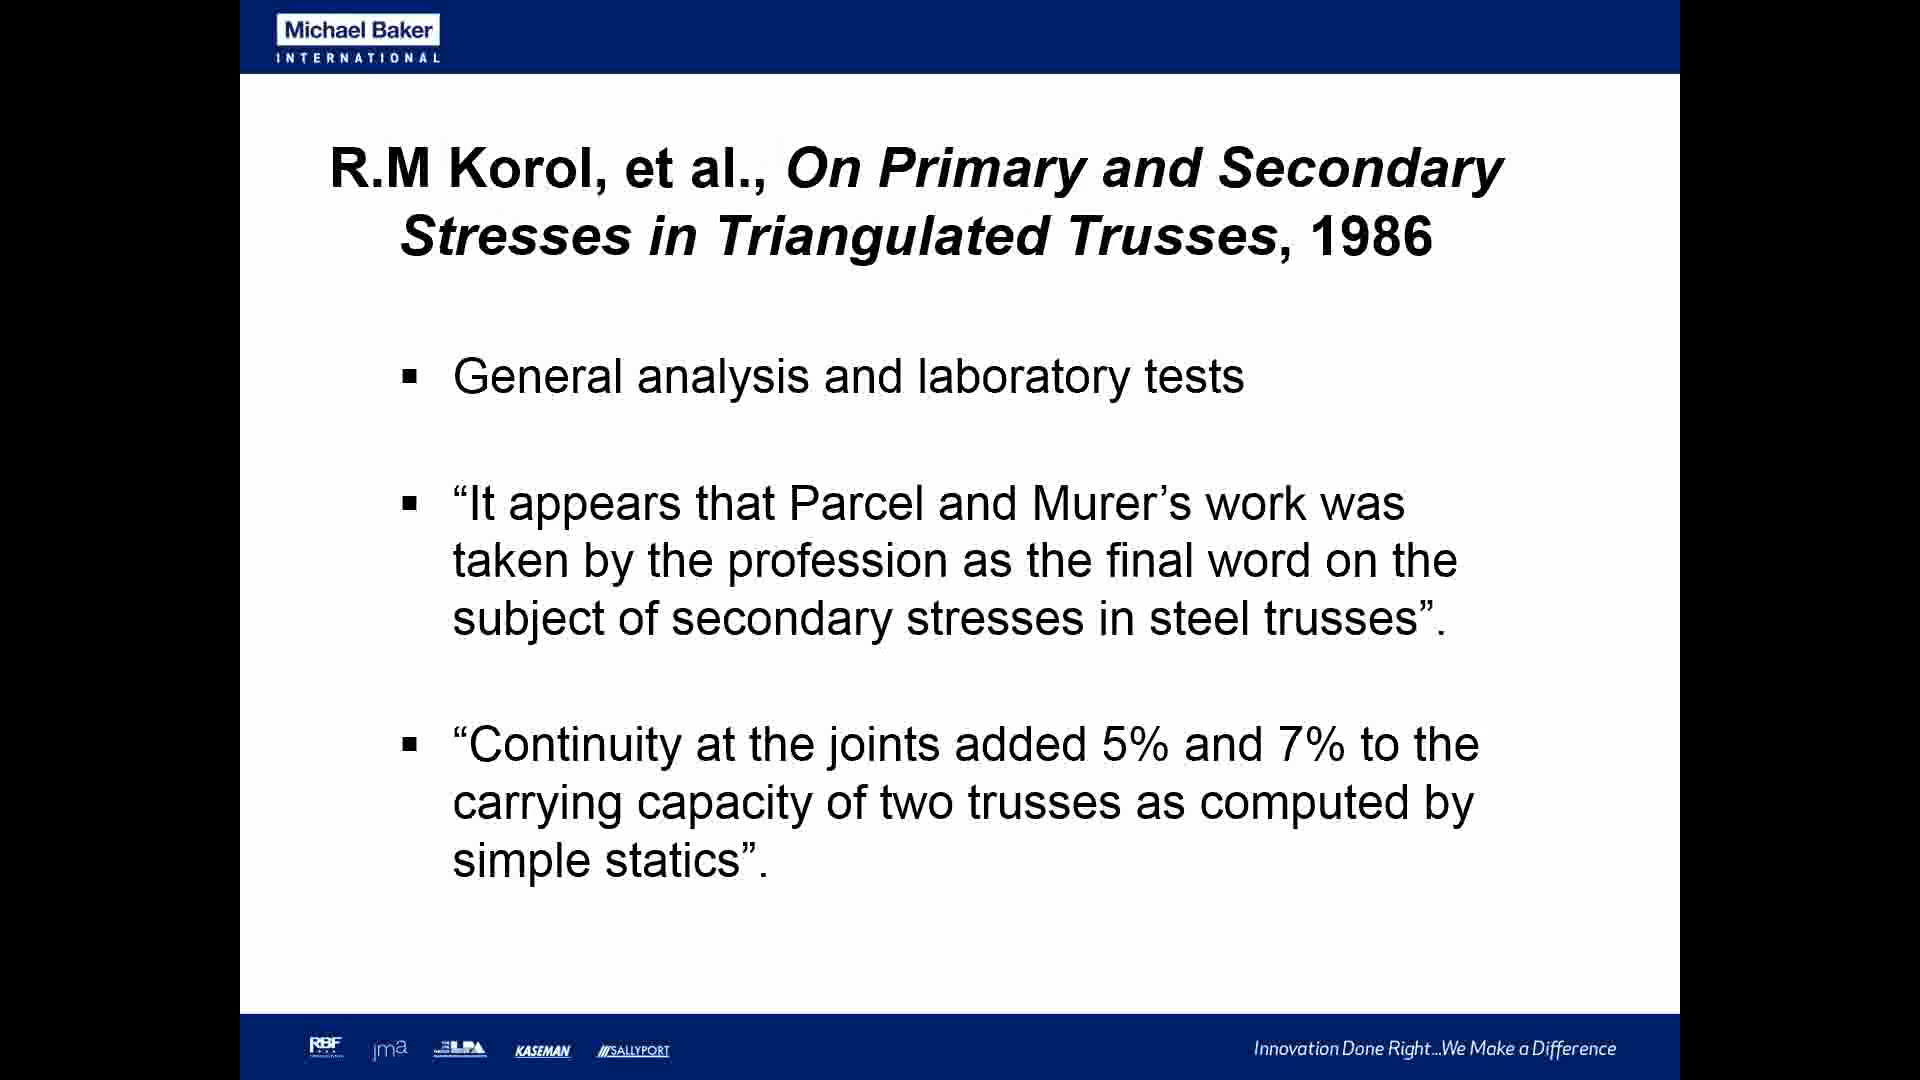 Michael Baker
INTERNATIONAL
R.M Korol, et al., On Primary and Secondary
Stresses in Triangulated Trusses, 1986
▪ General analysis and laboratory tests
▪ “It appears that Parcel and Murer’s work was
taken by the profession as the final word on the
subject of secondary stresses in steel trusses”.
▪ “Continuity at the joints added 5% and 7% to the
carrying capacity of two trusses as computed by
simple statics”.
RBF jma LPA KASEMAN SALLYPORT
Innovation Done Right...We Make a Difference